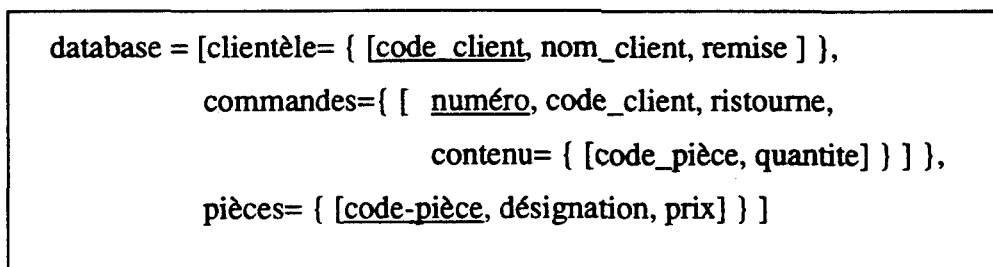 database = [clientèle= { [code_client, nom_client, remise ] },
commandes={ [ numéro, code_client, ristourne,
contenu= { [code_pièce, quantite] } ] },
pièces= { [code-pièce, désignation, prix] } ]